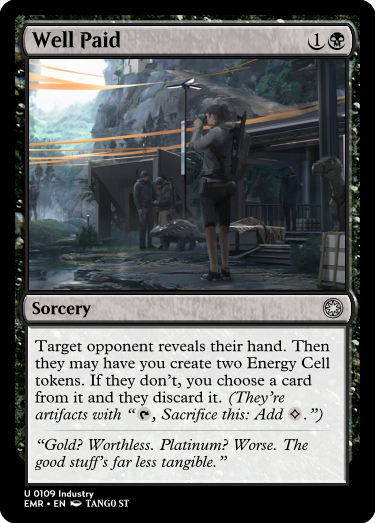 Well Paid 1
Sorcery
Target opponent reveals their hand. Then
they may have you create two Energy Cell
tokens. If they don't, you choose a card
from it and they discard it. (They're
artifacts with “, Sacrifice this: Add .”)
“Gold? Worthless. Platinum? Worse. The
good stuff's far less tangible.”
U 0109 Industry
EMR • EN TANGO ST